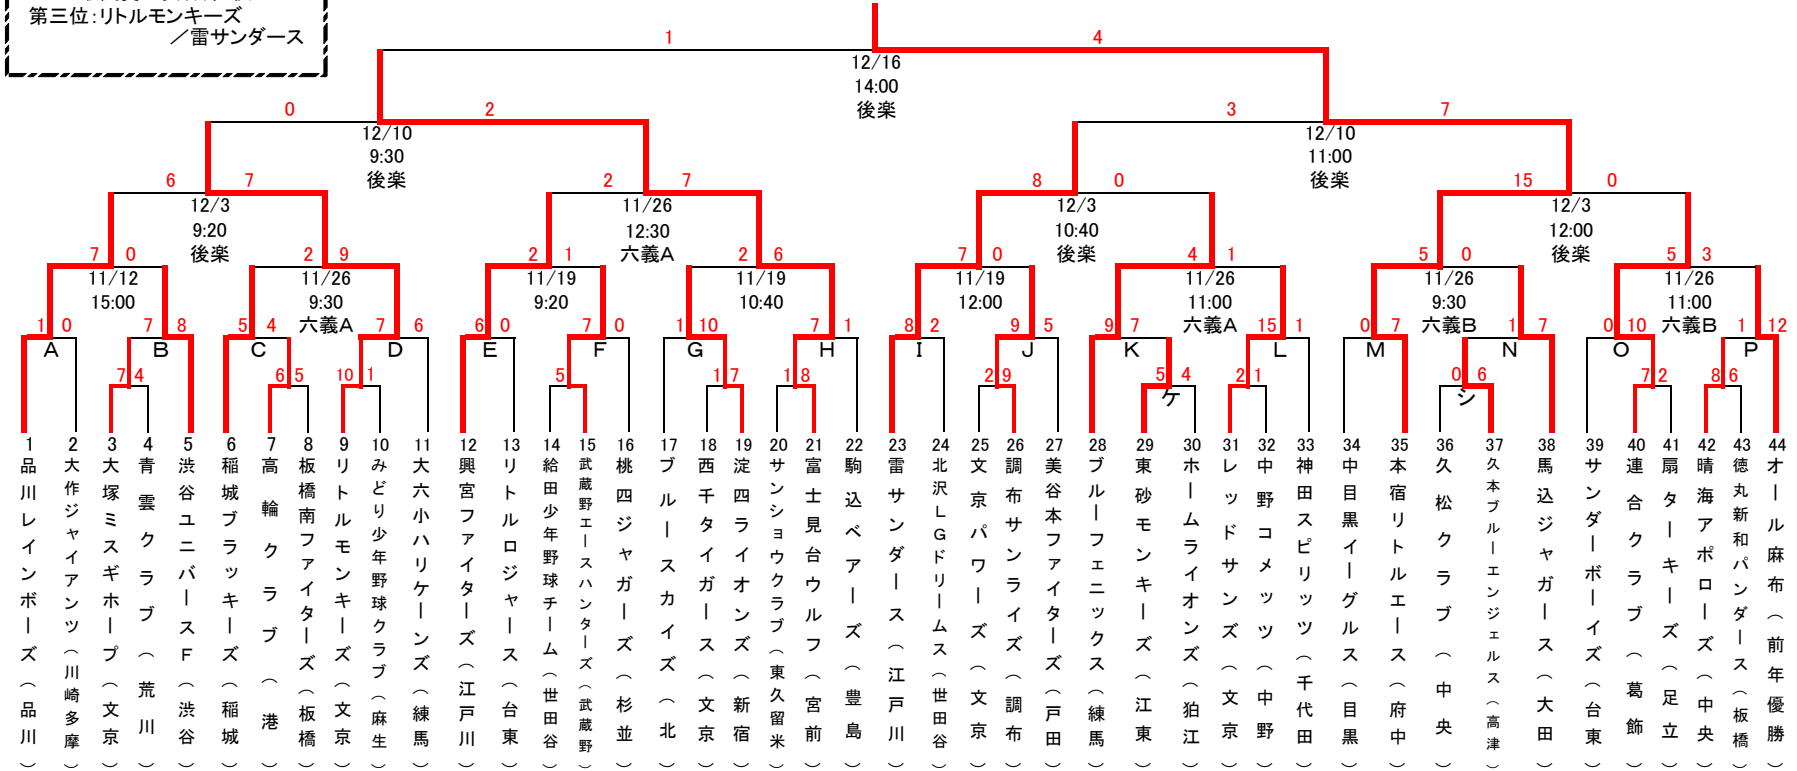 第三位:リトルモンキーズ
／雷サンダース
1 4
12/16
14:00
後楽
0 2 3 7
12/10 12/10
9:30 11:00
後楽 後楽
6 7 2 7 8 0 15 0
12/3 11/26 12/3 12/3
9:20 12:30 10:40 12:00
後楽 六義A 後楽 後楽
7 0 2 9 2 1 2 6 7 0 4 1 5 0 5 3
11/12 11/26 11/19 11/19 11/19 11/26 11/26 11/26
15:00 9:30 9:20 10:40 12:00 11:00 9:30 11:00
六義A 六義A 六義B 六義B
1 0 7 8 5 4 7 6 6 0 7 0 1 10 7 1 8 2 9 5 9 7 15 1 0 7 1 7 0 10 1 12
A B C D E F G H I J K L M N O P
7 4 6 5 10 1 5 1 7 1 8 2 9 5 4 2 1 0 6 7 2 8 6
ケ シ
1 品川レインボーズ(品川)
2 大作ジャイアンツ(川崎多摩)
3 大塚ミスギホープ(文京)
4 青雲クラブ(荒川)
5 渋谷ユニバースF(渋谷)
6 稲城ブラッキーズ(稲城)
7 高輪クラブ(港)
8 板橋南ファイターズ(板橋)
9 リトルモンキーズ(文京)
10 みどり少年野球クラブ(麻生)
11 大六小ハリケーンズ(練馬)
12 興宮ファイターズ(江戸川)
13 リトルロジャース(台東)
14 給田少年野球チーム(世田谷)
15 武蔵野エースハンターズ(武蔵野)
16 桃四ジャガーズ(杉並)
17 ブルースカイズ(北)
18 西千タイガース(文京)
19 淀四ライオンズ(新宿)
20 サンショウクラブ(東久留米)
21 富士見台ウルフ(宮前)
22 駒込ベアーズ(豊島)
23 雷サンダース(江戸川)
24 北沢LGドリームス(世田谷)
25 文京パワーズ(文京)
26 調布サンライズ(調布)
27 美谷本ファイターズ(戸田)
28 ブルーフェニックス(練馬)
29 東砂モンキーズ(江東)
30 ホームライオンズ(狛江)
31 レッドサンズ(文京)
32 中野コメッツ(中野)
33 神田スピリッツ(千代田)
34 中目黒イーグルス(目黒)
35 本宿リトルエース(府中)
36 久松クラブ(中央)
37 久本ブルーエンジェルス(高津)
38 馬込ジャガース(大田)
39 サンダーボーイズ(台東)
40 連合クラブ(葛飾)
41 扇ターキーズ(足立)
42 晴海アポローズ(中央)
43 徳丸新和パンダース(板橋)
44 オール麻布(前年優勝)